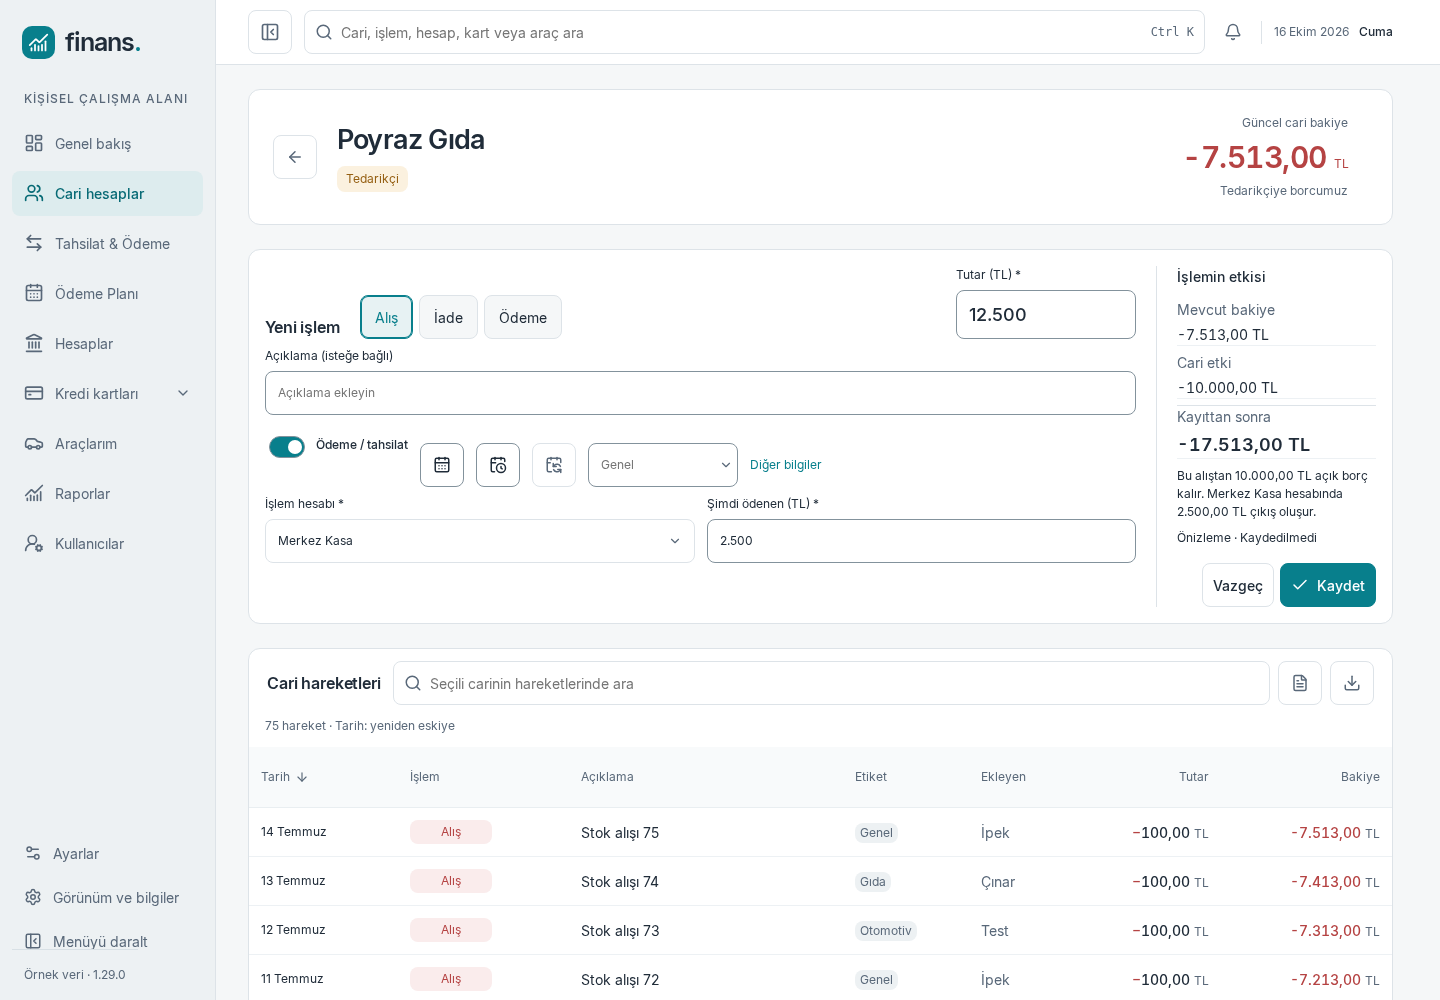 finans.
KİŞİSEL ÇALIŞMA ALANI
Genel bakış
Cari hesaplar
Tahsilat & Ödeme
Ödeme Planı
Hesaplar
Kredi kartları
Araçlarım
Raporlar
Kullanıcılar
Ayarlar
Görünüm ve bilgiler
Menüyü daralt
Örnek veri · 1.29.0
Cari, işlem, hesap, kart veya araç ara
Ctrl K
16 Ekim 2026 Cuma
Poyraz Gıda
Tedarikçi
Güncel cari bakiye
-7.513,00 TL
Tedarikçiye borcumuz
Yeni işlem
Alış
İade
Ödeme
Tutar (TL) *
12.500
Açıklama (isteğe bağlı)
Açıklama ekleyin
Ödeme / tahsilat
Genel
Diğer bilgiler
İşlem hesabı *
Şimdi ödenen (TL) *
Merkez Kasa
2.500
İşlemin etkisi
Mevcut bakiye
-7.513,00 TL
Cari etki
-10.000,00 TL
Kayıttan sonra
-17.513,00 TL
Bu alıştan 10.000,00 TL açık borç
kalır. Merkez Kasa hesabında
2.500,00 TL çıkış oluşur.
Önizleme · Kaydedilmedi
Vazgeç
Kaydet
Cari hareketleri
Seçili carinin hareketlerinde ara
75 hareket · Tarih: yeniden eskiye
Tarih İşlem Açıklama Etiket Ekleyen Tutar Bakiye
14 Temmuz Alış Stok alışı 75 Genel İpek −100,00 TL -7.513,00 TL
13 Temmuz Alış Stok alışı 74 Gıda Çınar −100,00 TL -7.413,00 TL
12 Temmuz Alış Stok alışı 73 Otomotiv Test −100,00 TL -7.313,00 TL
11 Temmuz Alış Stok alışı 72 Genel İpek −100,00 TL -7.213,00 TL